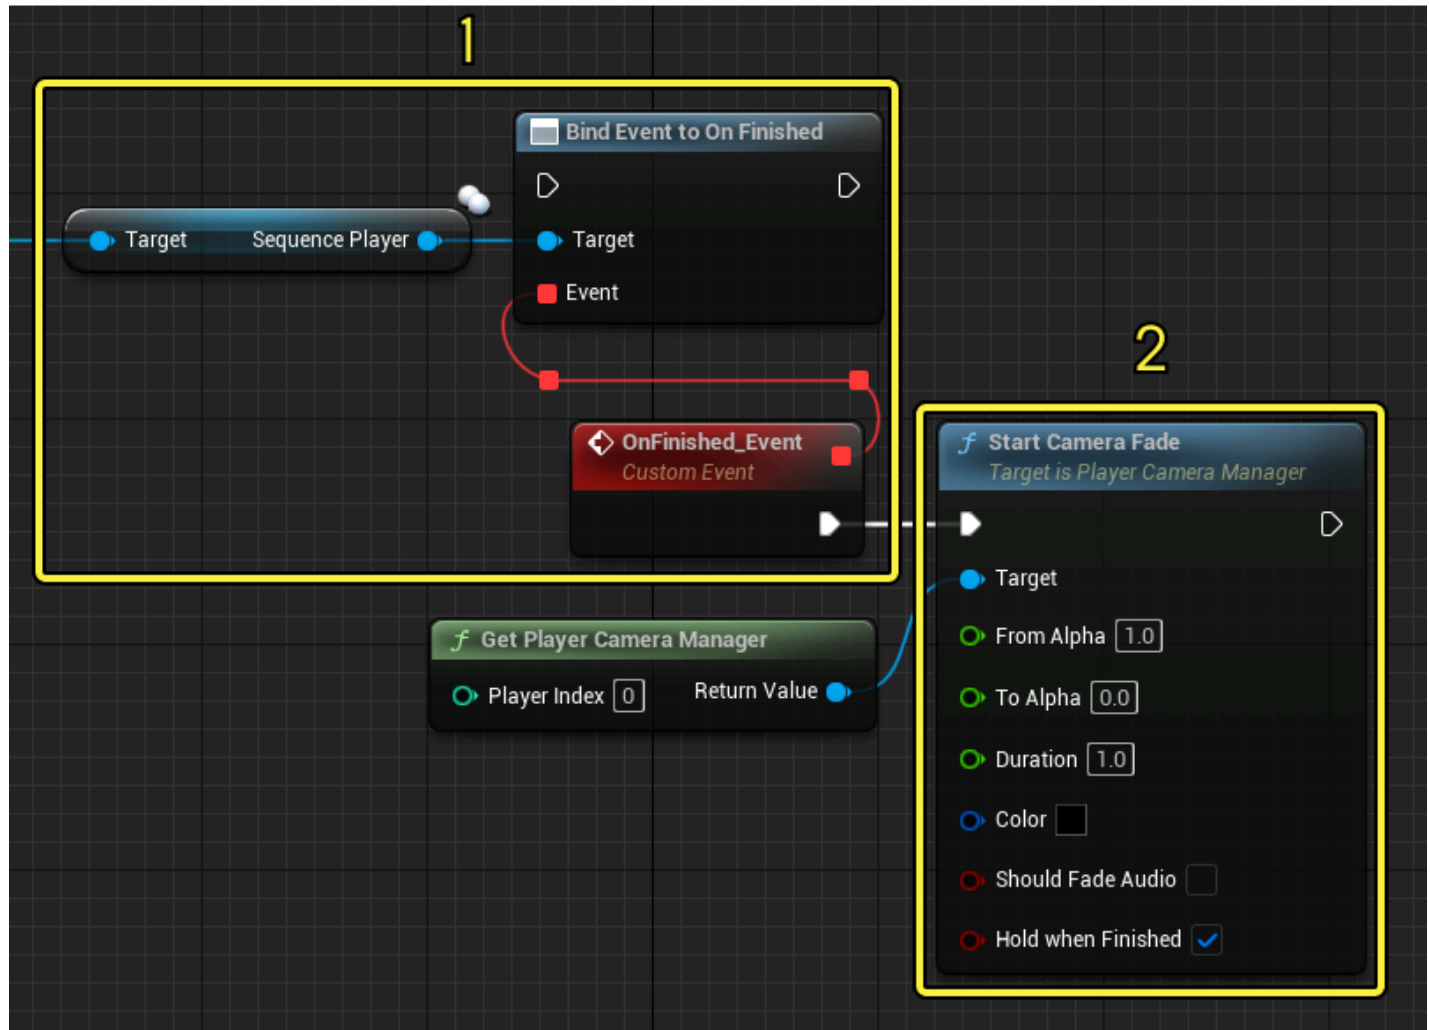 1
Bind Event to On Finished
Target
Sequence Player
Target
Event
2
OnFinished_Event
Custom Event
Start Camera Fade
Target is Player Camera Manager
Target
From Alpha 1.0
To Alpha 0.0
Duration 1.0
Color
Should Fade Audio
Hold when Finished
Get Player Camera Manager
Player Index 0
Return Value